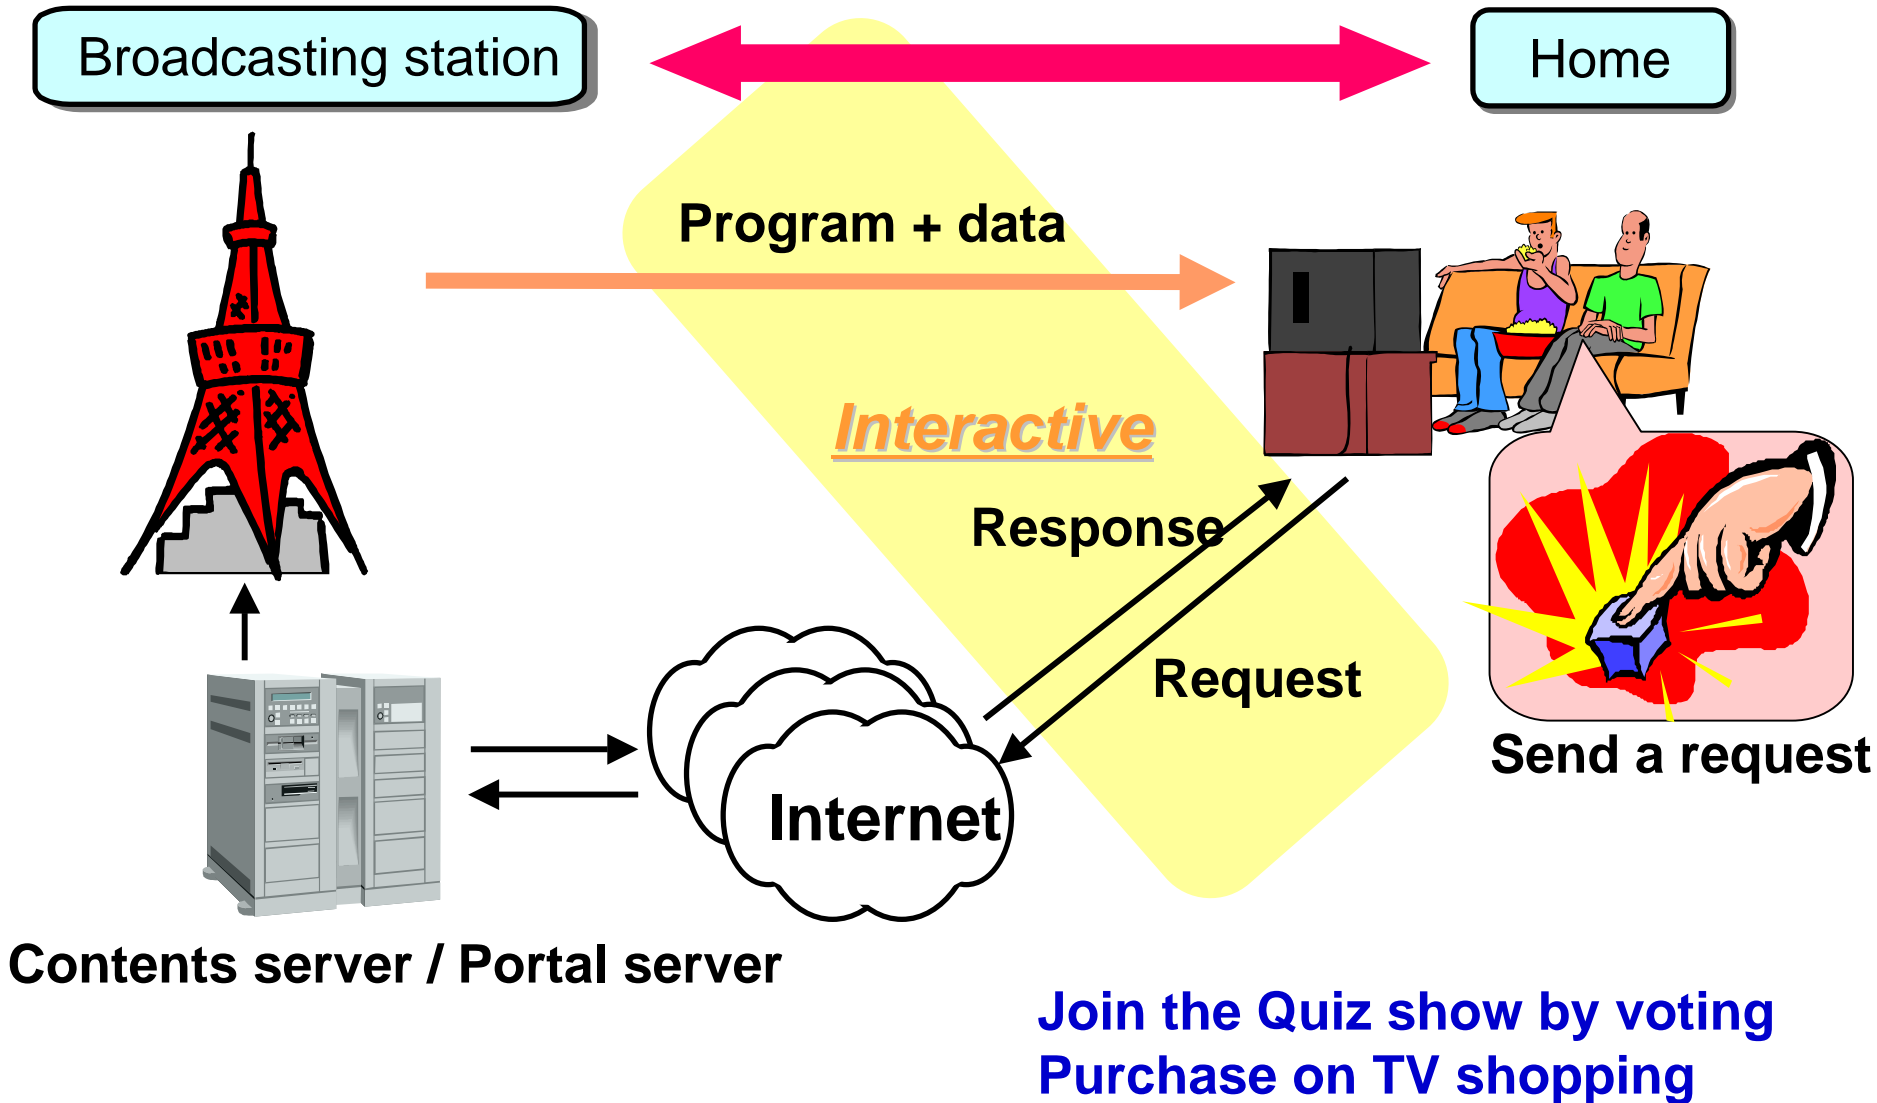 Broadcasting station
Home
Program + data
Interactive
Response
Request
Send a request
Internet
Contents server / Portal server
Join the Quiz show by voting
Purchase on TV shopping